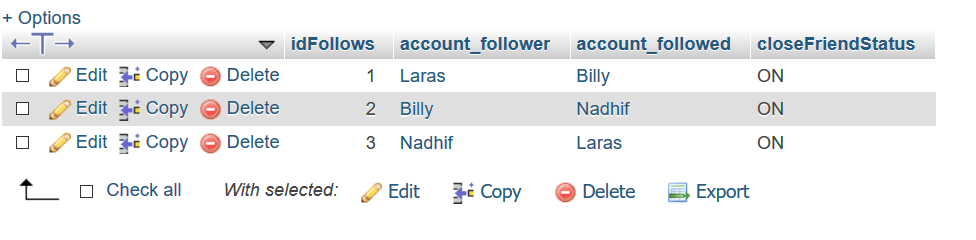 + Options
←T→ idFollows account_follower account_followed closeFriendStatus
Edit Copy Delete 1 Laras Billy ON
Edit Copy Delete 2 Billy Nadhif ON
Edit Copy Delete 3 Nadhif Laras ON
Check all With selected: Edit Copy Delete Export